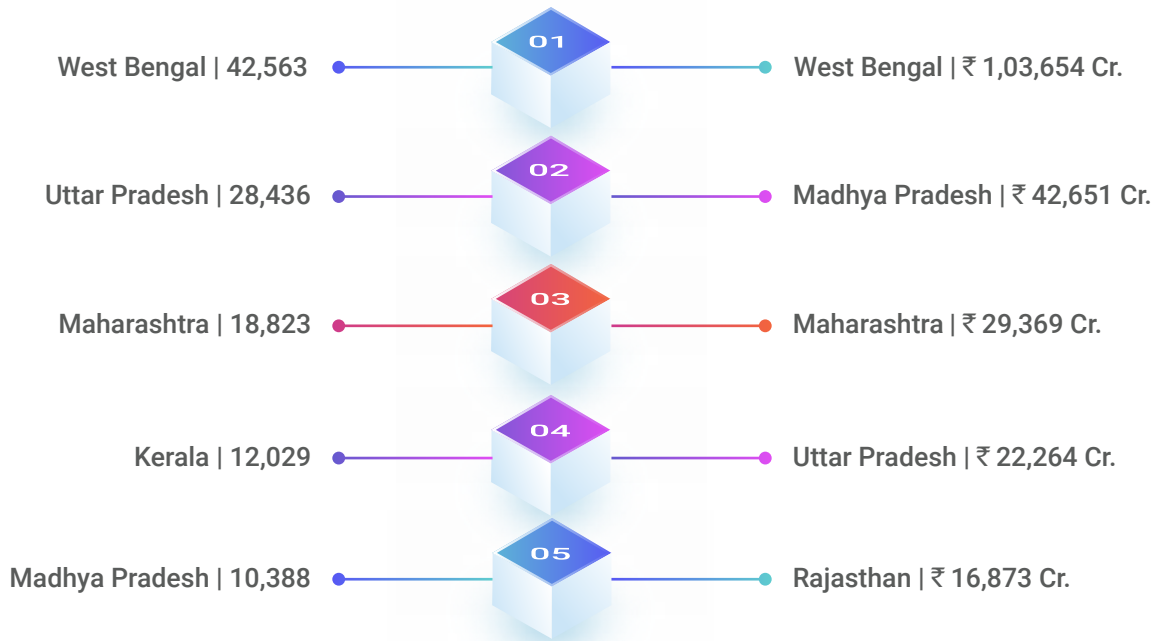 01
West Bengal | 42,563
West Bengal | ₹ 1,03,654 Cr.
02
Uttar Pradesh | 28,436
Madhya Pradesh | ₹ 42,651 Cr.
03
Maharashtra | 18,823
Maharashtra | ₹ 29,369 Cr.
04
Kerala | 12,029
Uttar Pradesh | ₹ 22,264 Cr.
05
Madhya Pradesh | 10,388
Rajasthan | ₹ 16,873 Cr.